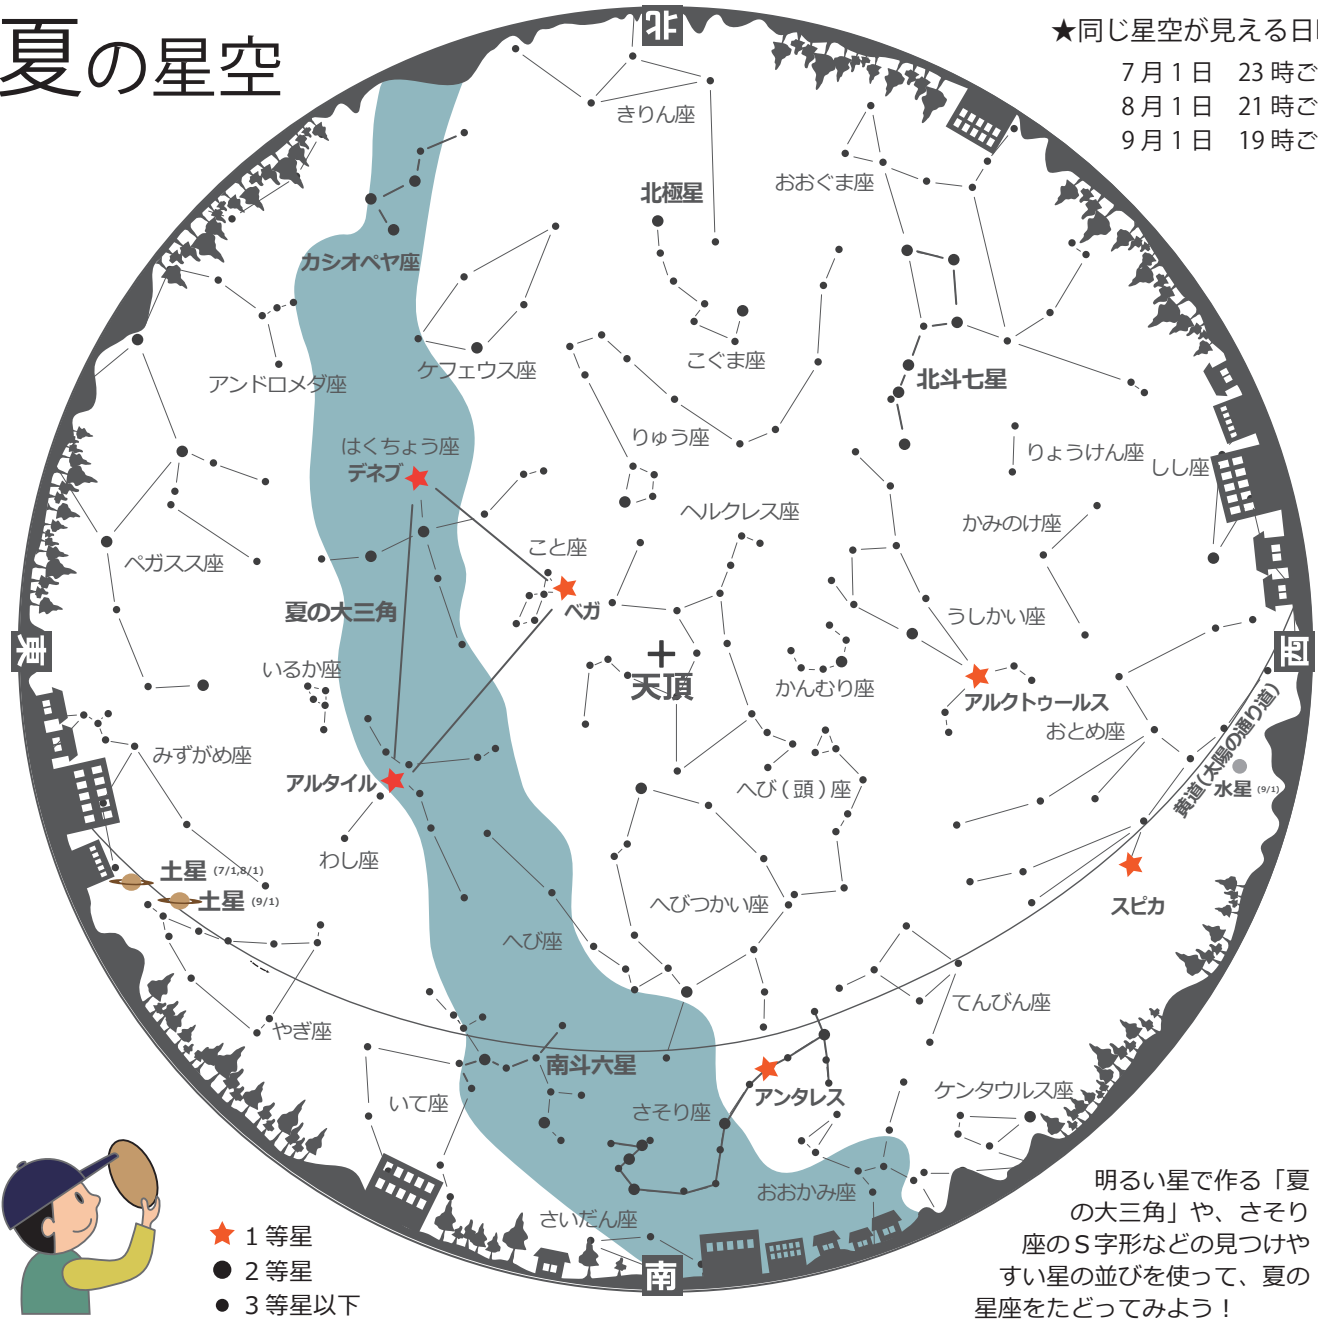 夏の星空
★同じ星空が見える日
7月1日 23時ご
8月1日 21時ご
9月1日 19時ご
北
きりん座
おおぐま座
北極星
カシオペヤ座
こぐま座
ケフェウス座
アンドロメダ座
北斗七星
りゅう座
はくちょう座
デネブ
りょうけん座
しし座
ヘルクレス座
かみのけ座
こと座
ペガスス座
ベガ
夏の大三角
うしかい座
東
西
いるか座
天頂
かんむり座
アルクトゥールス
おとめ座
みずがめ座
黄道(太陽の通り道)
アルタイル
へび(頭)座
水星 (9/1)
わし座
土星 (7/1,8/1)
土星 (9/1)
へびつかい座
スピカ
へび座
てんびん座
やぎ座
南斗六星
アンタレス
ケンタウルス座
いて座
さそり座
おおかみ座
さいだん座
南
1等星
2等星
3等星以下
明るい星で作る「夏
の大三角」や、さそり
座のS字形などの見つけや
すい星の並びを使って、夏の
星座をたどってみよう!